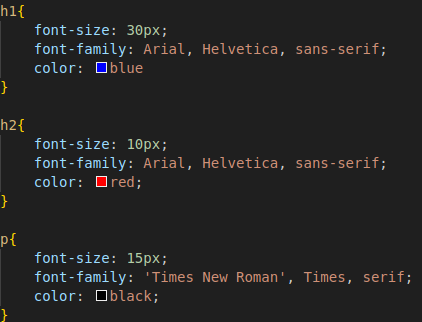 h1{
    font-size: 30px;
    font-family: Arial, Helvetica, sans-serif;
    color: blue
}

h2{
    font-size: 10px;
    font-family: Arial, Helvetica, sans-serif;
    color: red;
}

p{
    font-size: 15px;
    font-family: 'Times New Roman', Times, serif;
    color: black;
}